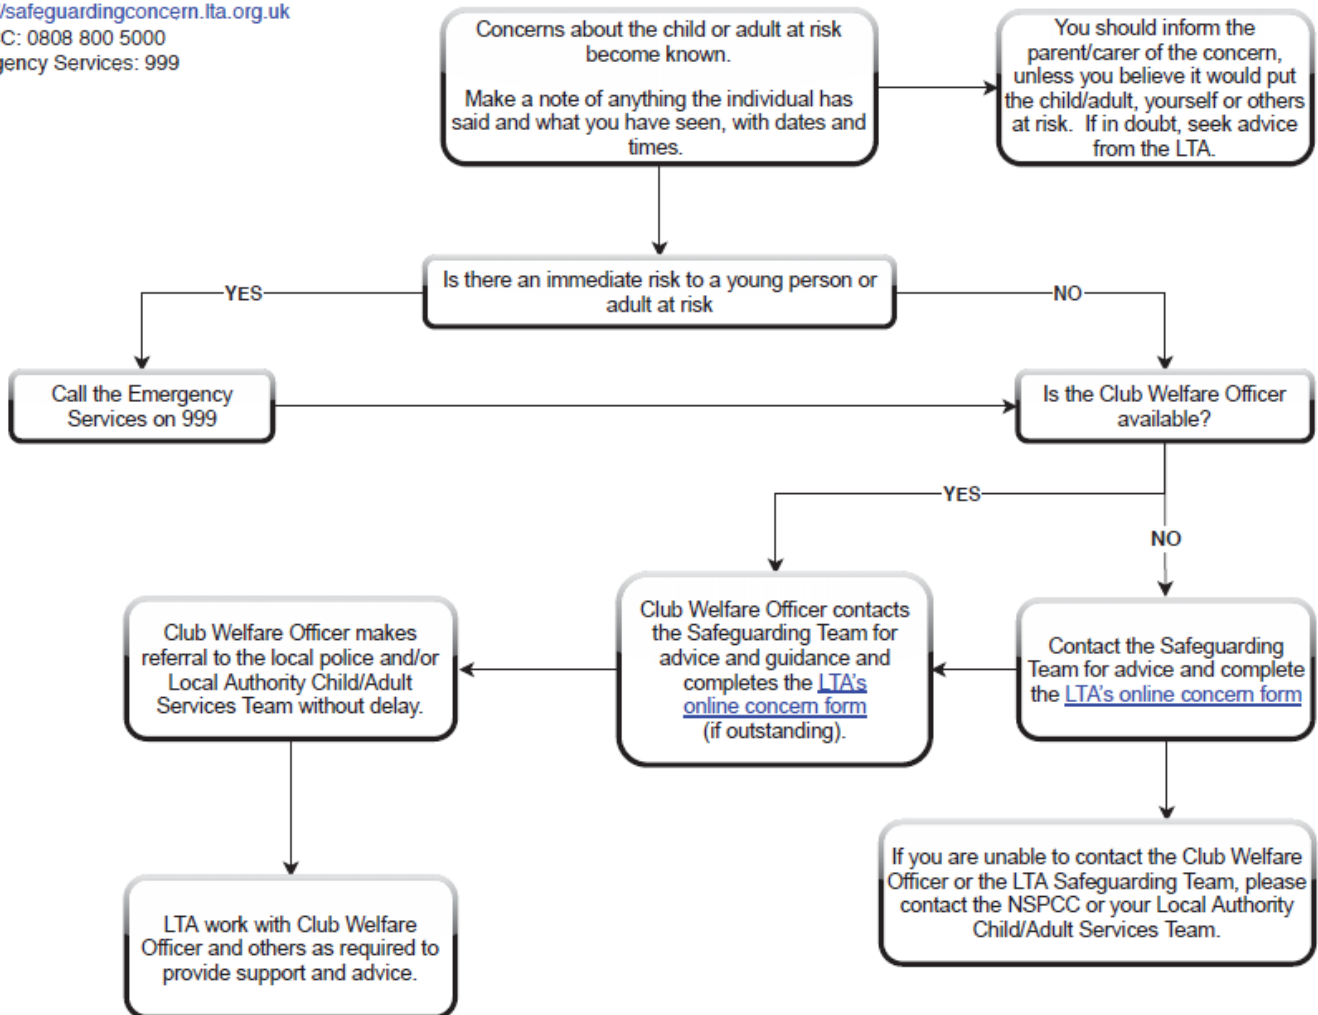 /safeguardingconcern.lta.org.uk
C: 0808 800 5000
gency Services: 999
Concerns about the child or adult at risk
become known.
Make a note of anything the individual has
said and what you have seen, with dates and
times.
You should inform the
parent/carer of the concern,
unless you believe it would put
the child/adult, yourself or others
at risk. If in doubt, seek advice
from the LTA.
Is there an immediate risk to a young person or
adult at risk
YES
NO
Call the Emergency
Services on 999
Is the Club Welfare Officer
available?
YES
NO
Club Welfare Officer makes
referral to the local police and/or
Local Authority Child/Adult
Services Team without delay.
Club Welfare Officer contacts
the Safeguarding Team for
advice and guidance and
completes the LTA's
online concern form
(if outstanding).
Contact the Safeguarding
Team for advice and complete
the LTA's online concern form
If you are unable to contact the Club Welfare
Officer or the LTA Safeguarding Team, please
contact the NSPCC or your Local Authority
Child/Adult Services Team.
LTA work with Club Welfare
Officer and others as required to
provide support and advice.